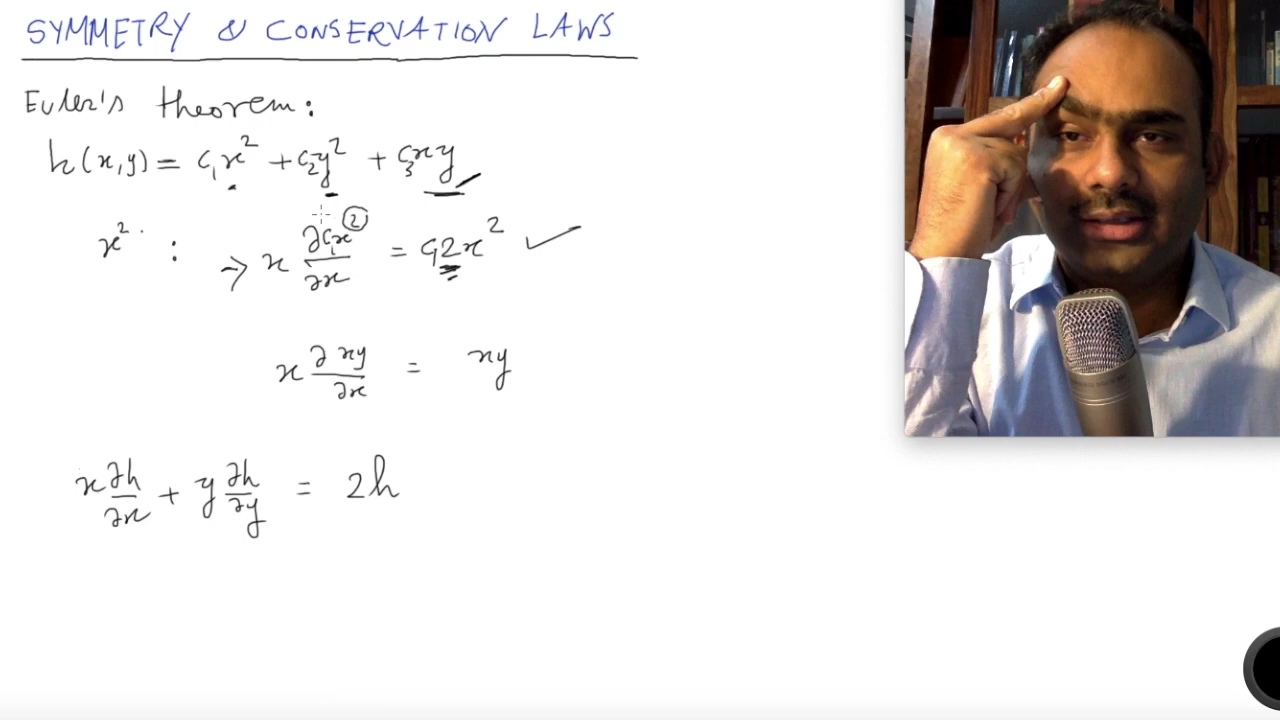 SYMMETRY & CONSERVATION LAWS
Euler's theorem:
h(x,y) = c₁x² + c₂y² + c₃xy
x² : → x ∂c₁x²/∂x = c₁2x² ✓
x ∂xy/∂x = xy
x ∂h/∂x + y ∂h/∂y = 2h